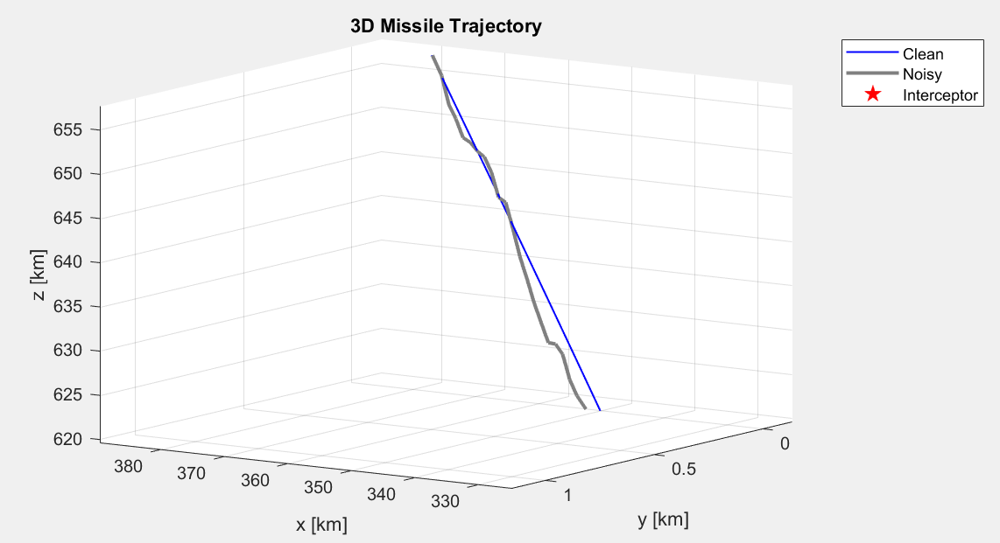 3D Missile Trajectory
Clean
Noisy
Interceptor
655
650
645
640
635
630
625
620
z [km]
380
370
360
350
340
330
x [km]
0
0.5
1
y [km]